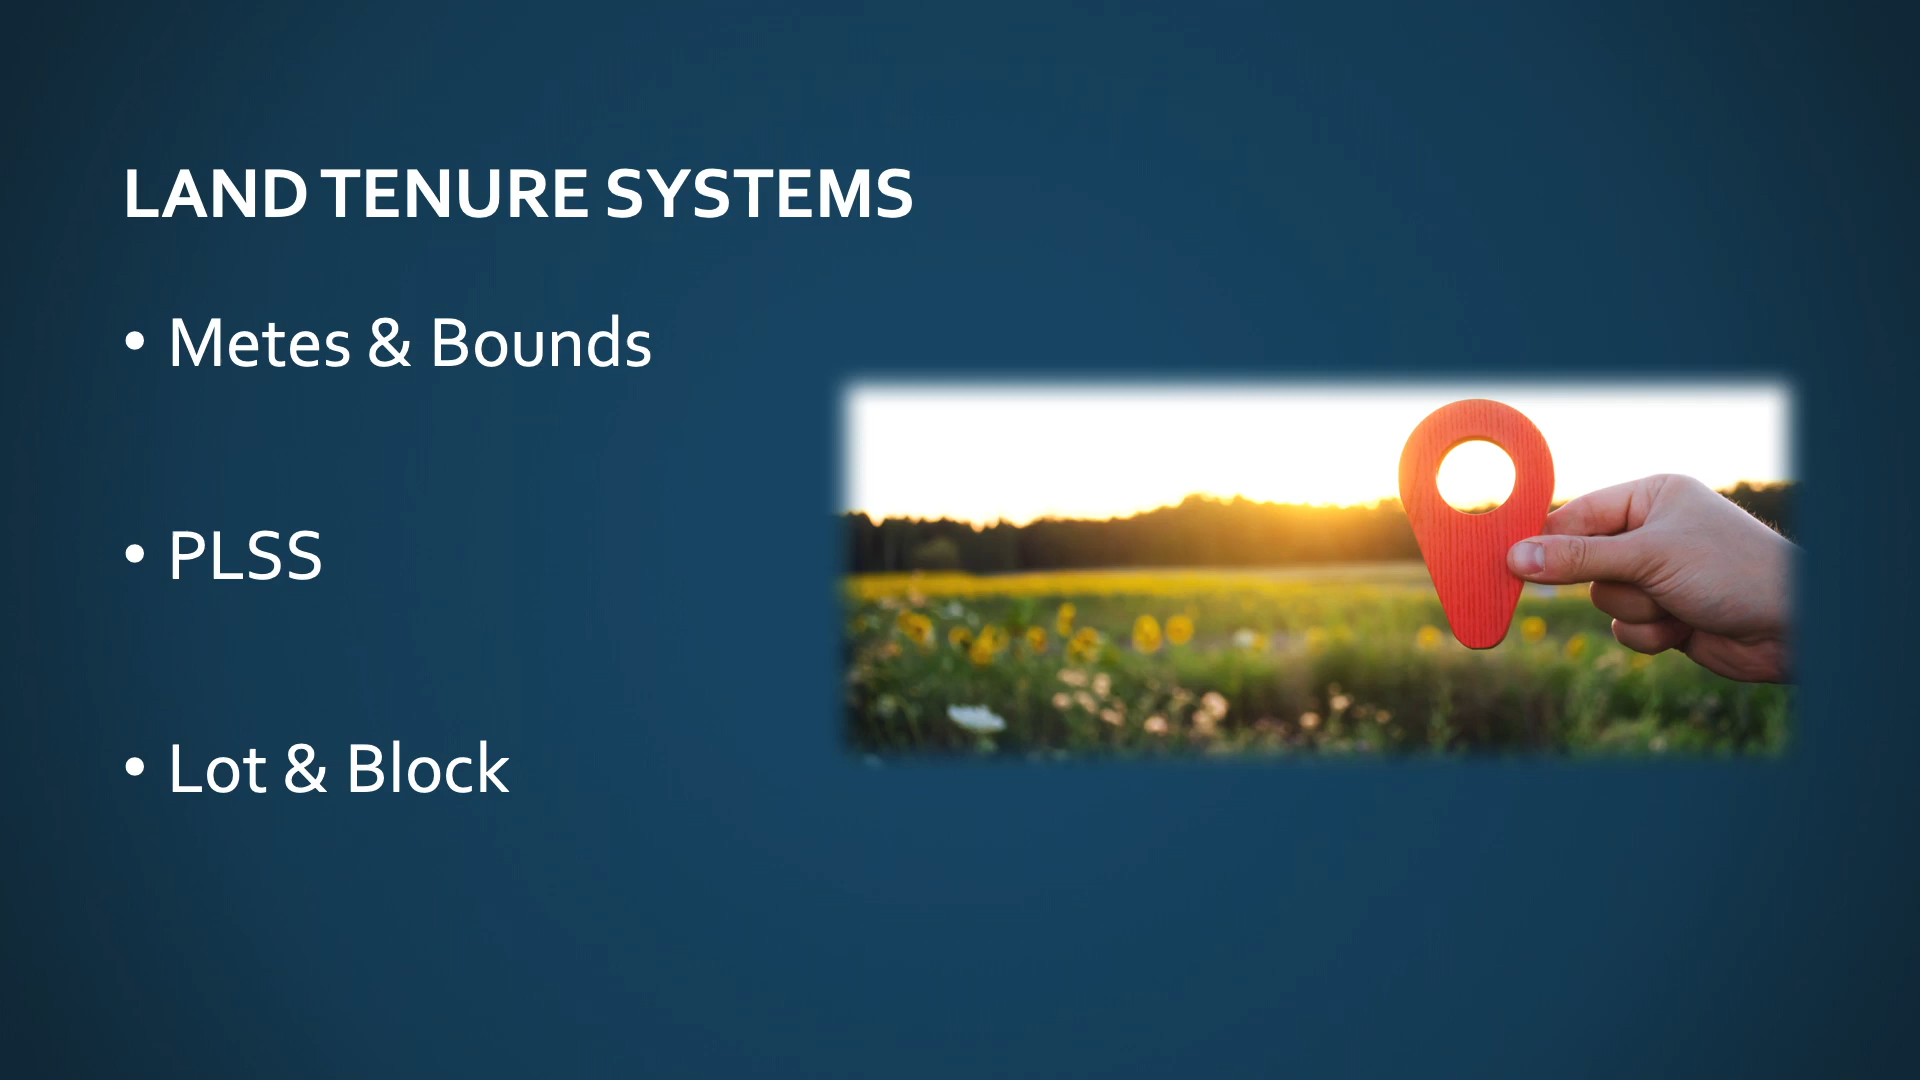 LAND TENURE SYSTEMS
• Metes & Bounds
• PLSS
• Lot & Block